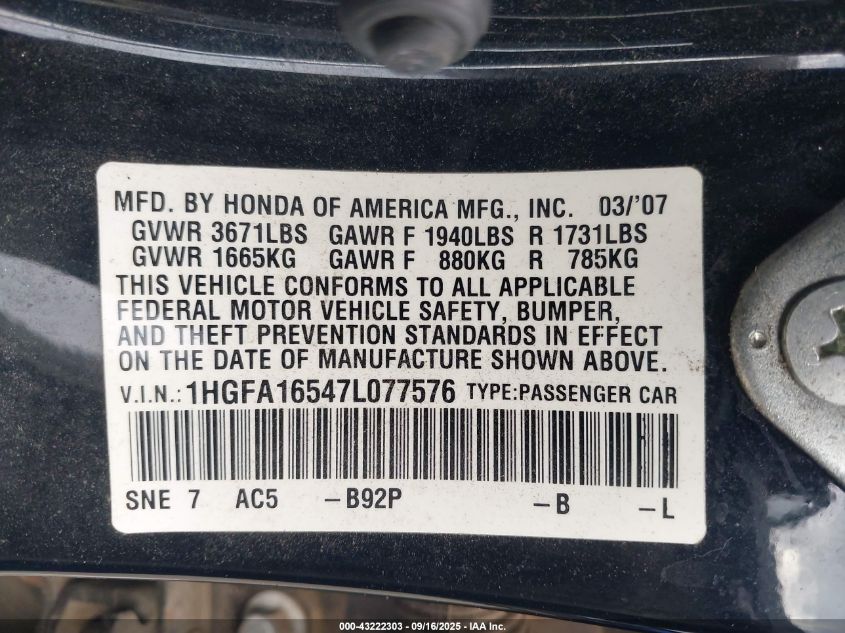 MFD. BY HONDA OF AMERICA MFG., INC. 03/'07
GVWR 3671LBS GAWR F 1940LBS R 1731LBS
GVWR 1665KG GAWR F 880KG R 785KG
THIS VEHICLE CONFORMS TO ALL APPLICABLE
FEDERAL MOTOR VEHICLE SAFETY, BUMPER,
AND THEFT PREVENTION STANDARDS IN EFFECT
ON THE DATE OF MANUFACTURE SHOWN ABOVE.
V.I.N.: 1HGFA16547L077576 TYPE:PASSENGER CAR
SNE 7 AC5 -B92P -B -L
000-43222303 - 09/16/2025 - IAA Inc.